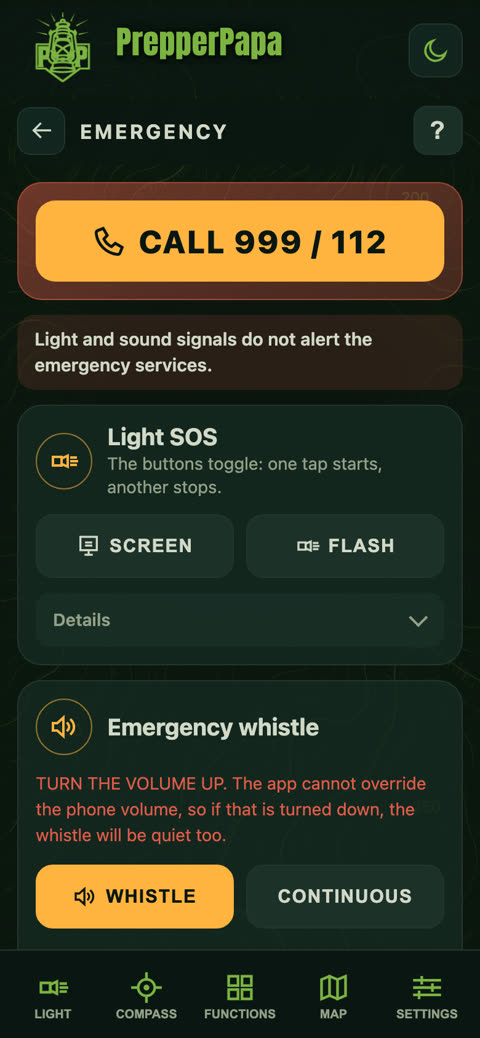 PP
PrepperPapa
EMERGENCY
?
200
CALL 999 / 112
Light and sound signals do not alert the
emergency services.
Light SOS
The buttons toggle: one tap starts,
another stops.
SCREEN
FLASH
Details
Emergency whistle
TURN THE VOLUME UP. The app cannot override
the phone volume, so if that is turned down, the
whistle will be quiet too.
WHISTLE
CONTINUOUS
LIGHT
COMPASS
FUNCTIONS
MAP
SETTINGS